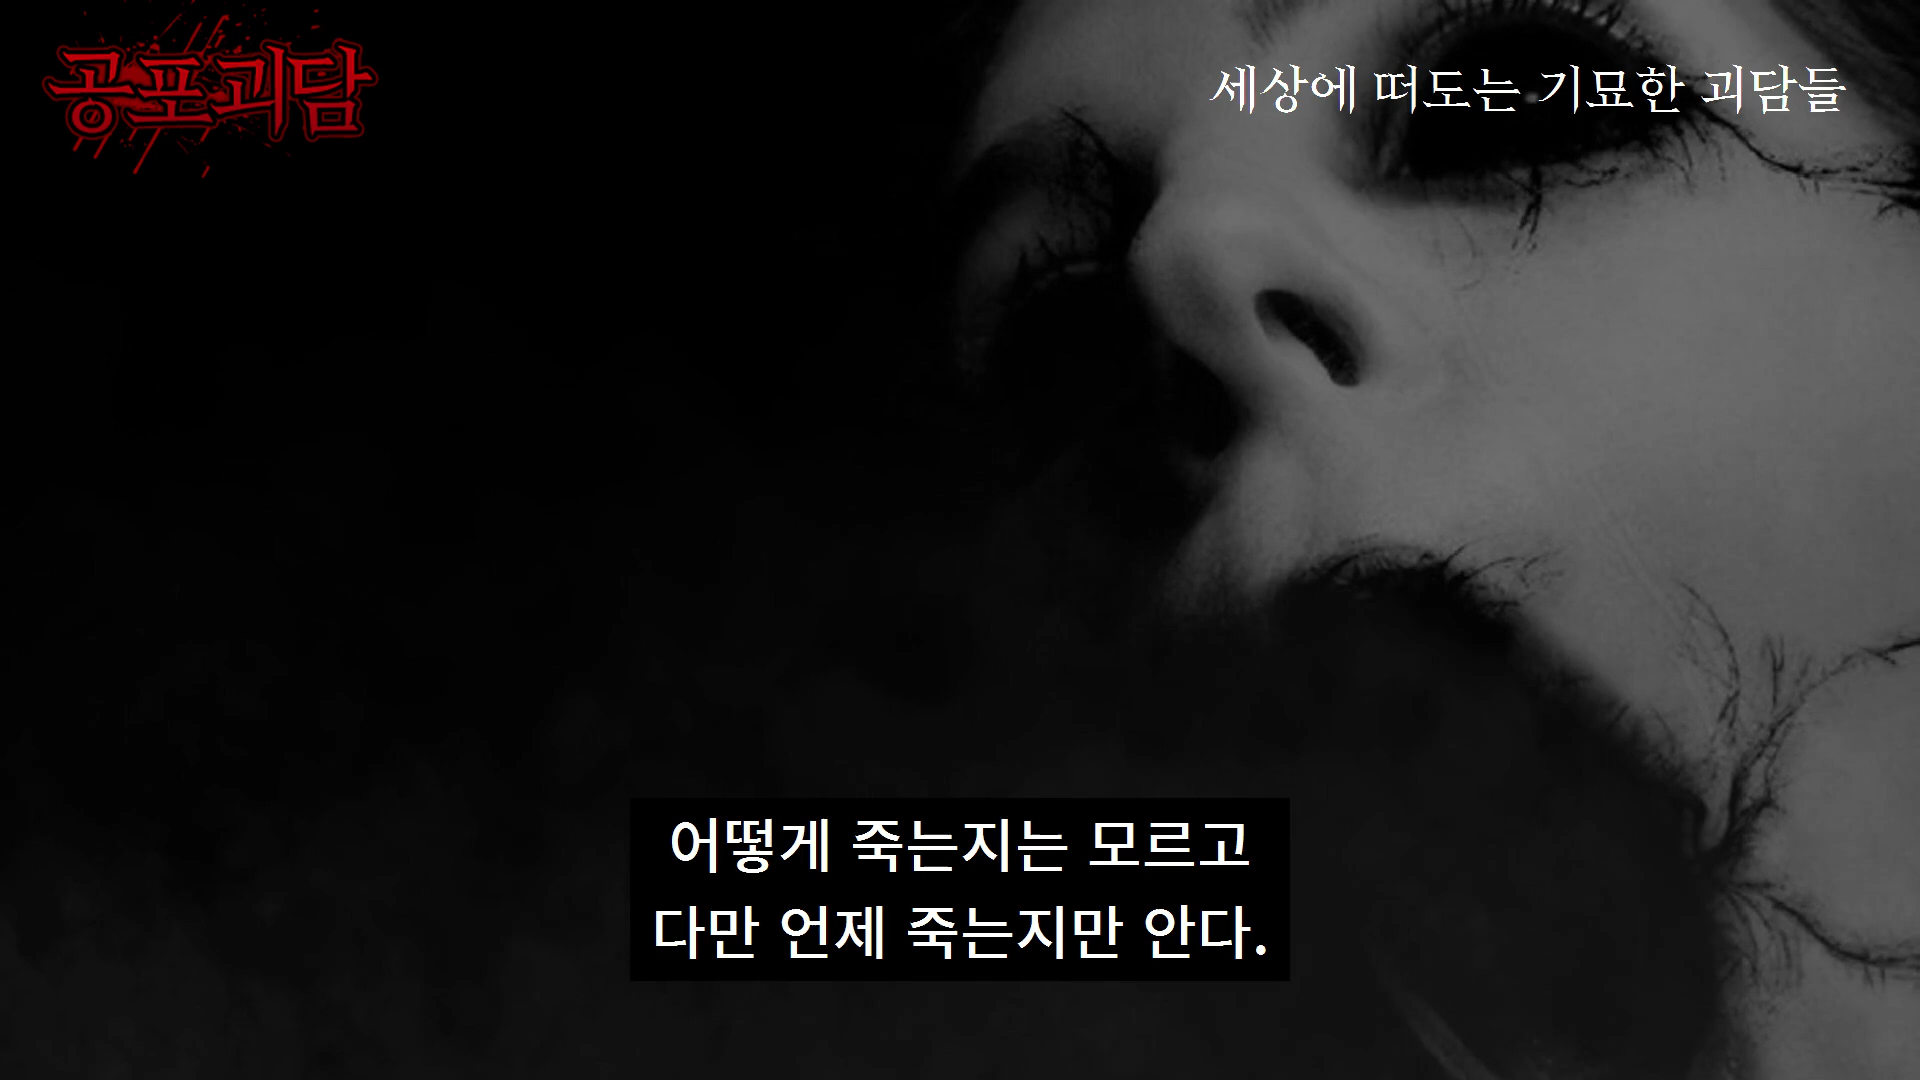 공포괴담
세상에 떠도는 기묘한 괴담들
어떻게 죽는지는 모르고
다만 언제 죽는지만 안다.